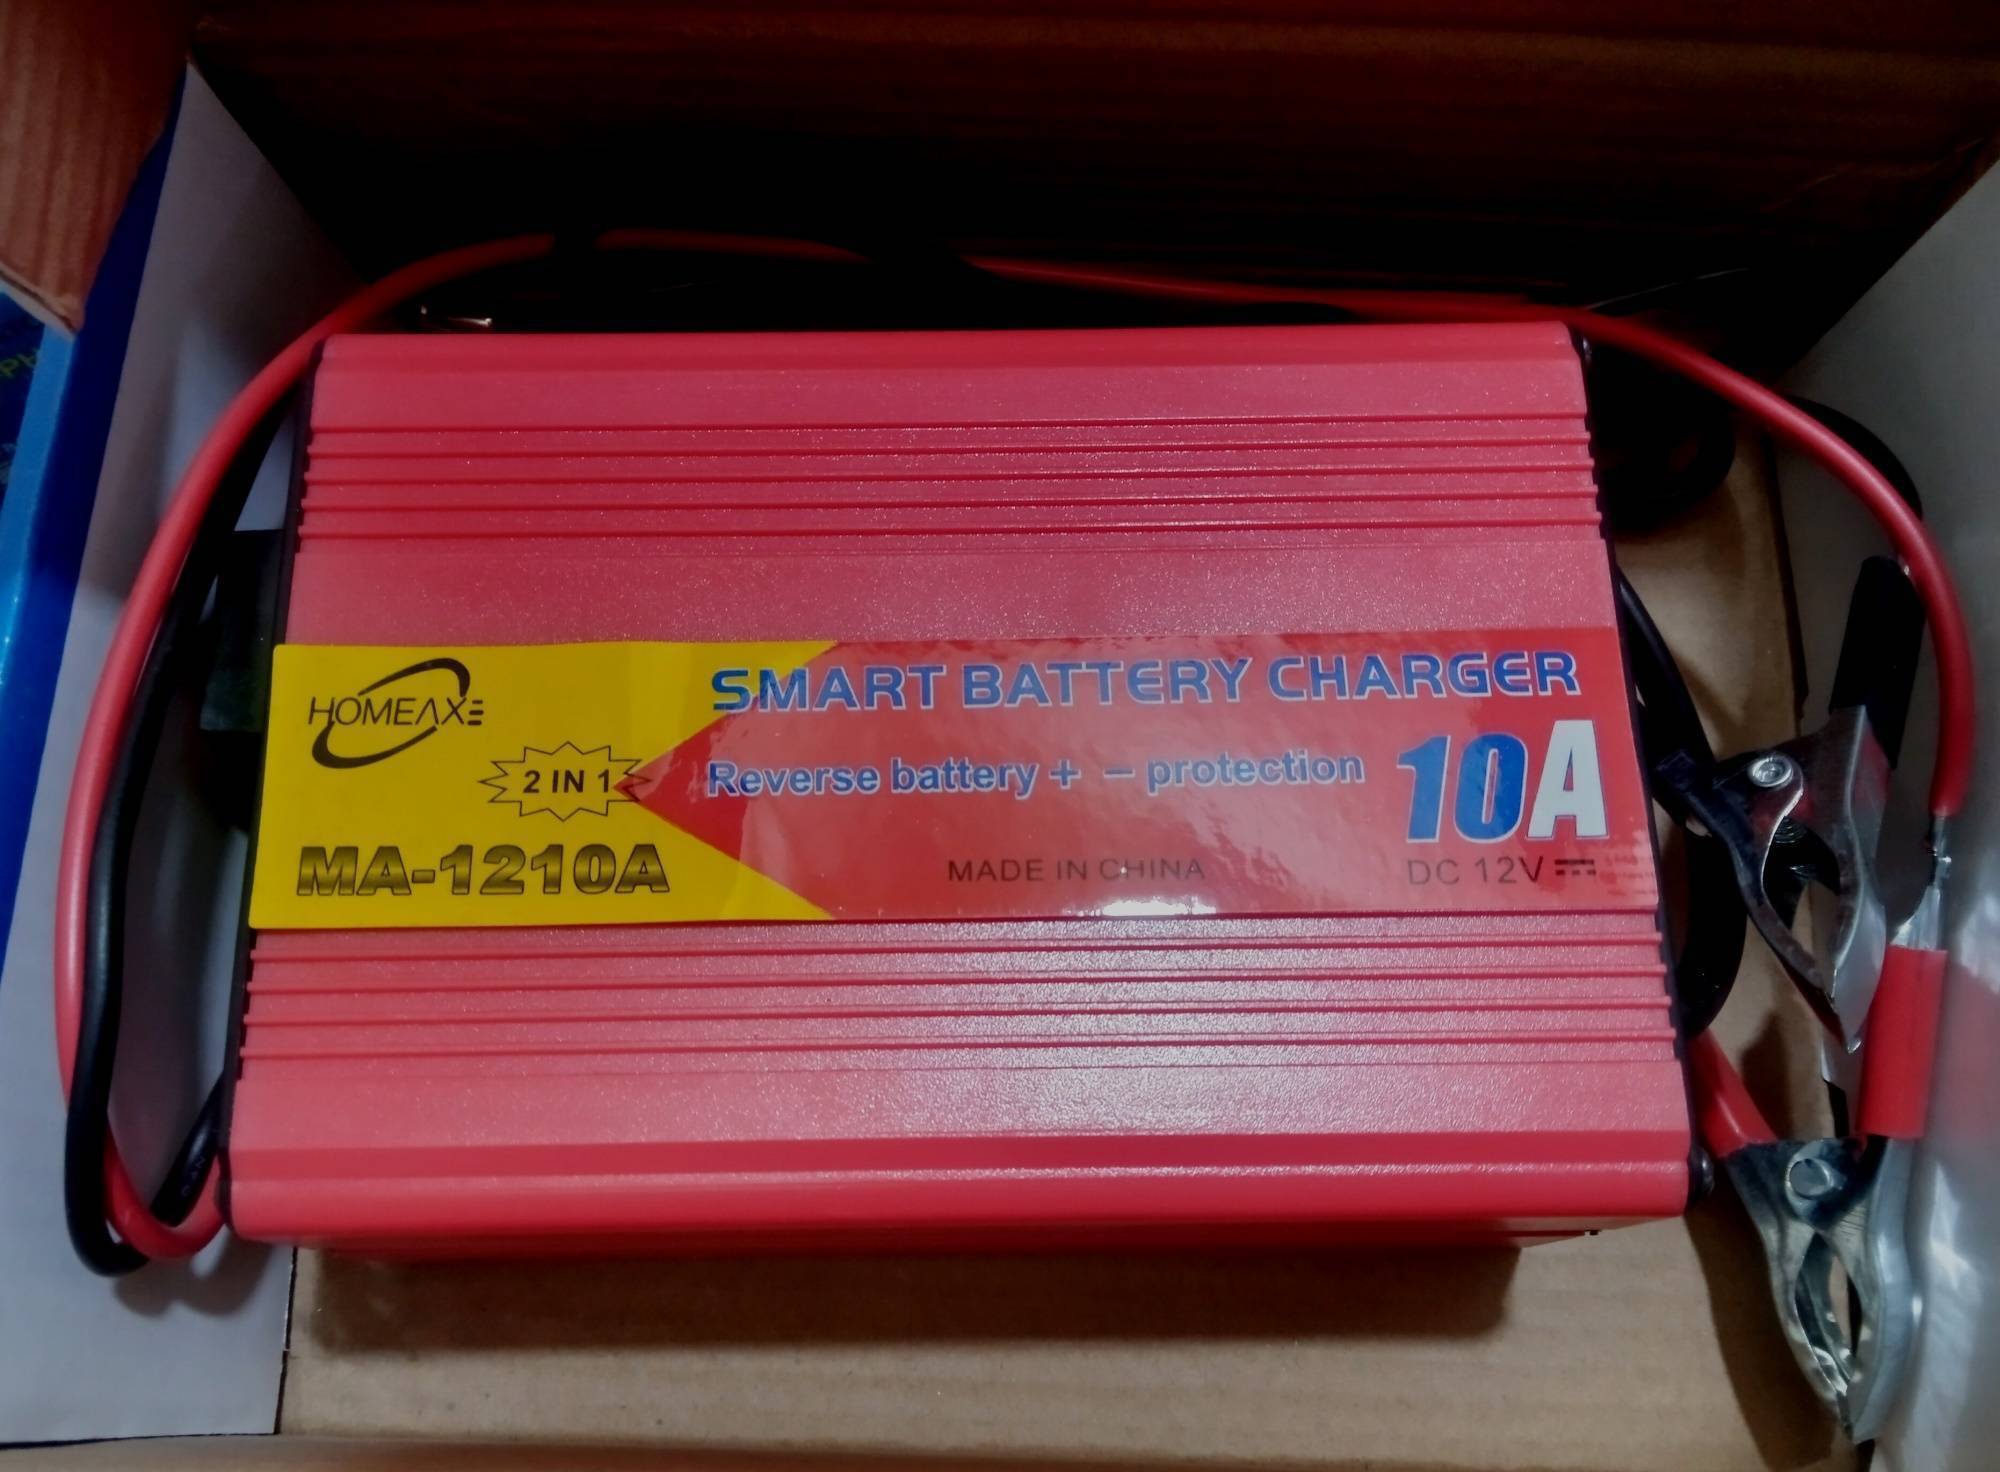 HOMEAXE
SMART BATTERY CHARGER
2 IN 1
Reverse battery + - protection
10A
MA-1210A
MADE IN CHINA
DC 12V